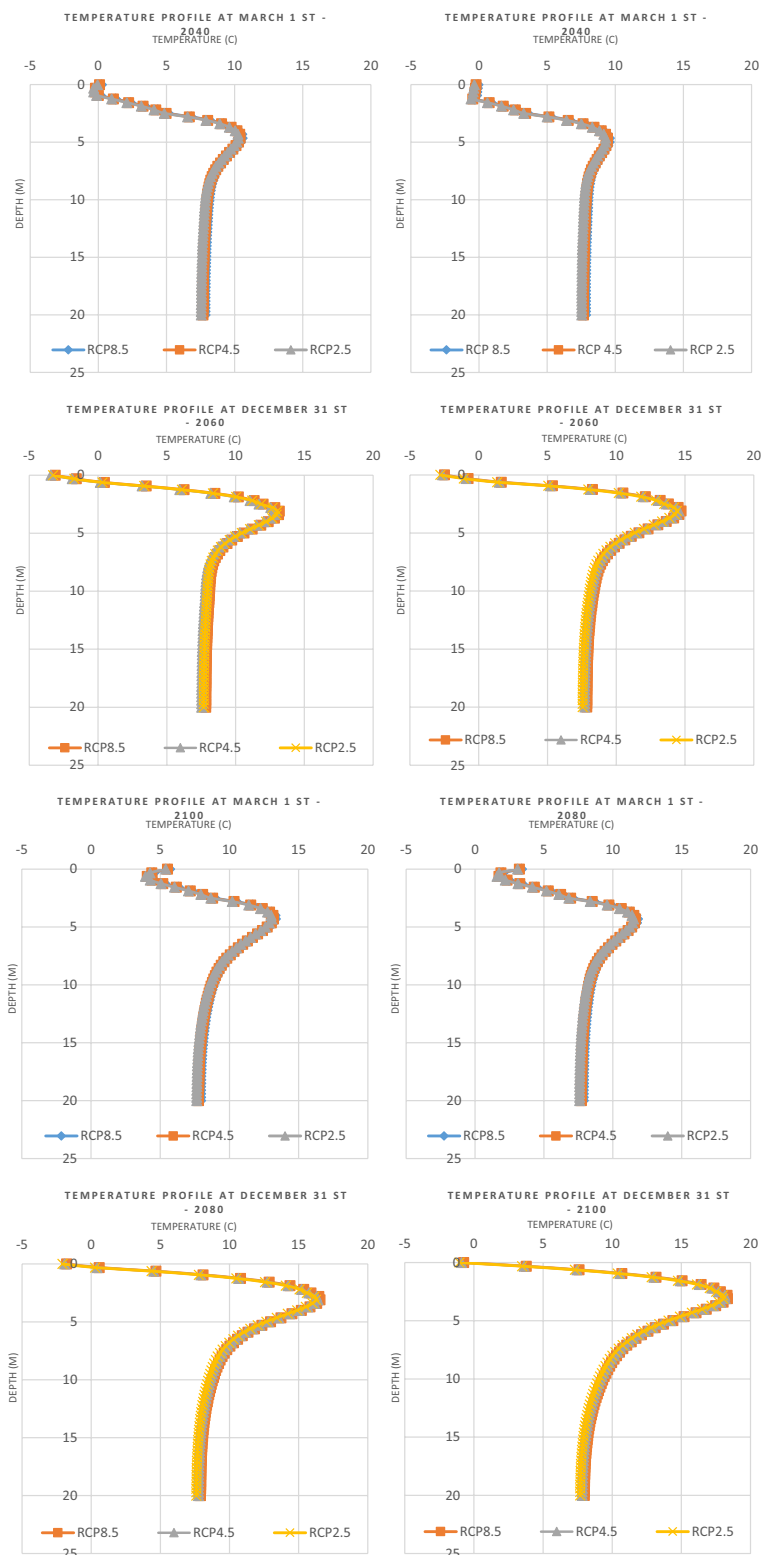 TEMPERATURE PROFILE AT MARCH 1 ST -
2040
TEMPERATURE (C)
-5 0 5 10 15 20
0
5
10
15
20
25
DEPTH (M)
RCP8.5 RCP4.5 RCP2.5
TEMPERATURE PROFILE AT MARCH 1 ST -
2040
TEMPERATURE (C)
-5 0 5 10 15 20
0
5
10
15
20
25
DEPTH (M)
RCP 8.5 RCP 4.5 RCP 2.5
TEMPERATURE PROFILE AT DECEMBER 31 ST
- 2060
TEMPERATURE (C)
-5 0 5 10 15 20
0
5
10
15
20
25
DEPTH (M)
RCP8.5 RCP4.5 RCP2.5
TEMPERATURE PROFILE AT DECEMBER 31 ST
- 2060
TEMPERATURE (C)
-5 0 5 10 15 20
0
5
10
15
20
25
DEPTH (M)
RCP8.5 RCP4.5 RCP2.5
TEMPERATURE PROFILE AT MARCH 1 ST -
2100
TEMPERATURE (C)
-5 0 5 10 15 20
0
5
10
15
20
25
DEPTH (M)
RCP8.5 RCP4.5 RCP2.5
TEMPERATURE PROFILE AT MARCH 1 ST -
2080
TEMPERATURE (C)
-5 0 5 10 15 20
0
5
10
15
20
25
DEPTH (M)
RCP8.5 RCP4.5 RCP2.5
TEMPERATURE PROFILE AT DECEMBER 31 ST
- 2080
TEMPERATURE (C)
-5 0 5 10 15 20
0
5
10
15
20
25
DEPTH (M)
RCP8.5 RCP4.5 RCP2.5
TEMPERATURE PROFILE AT DECEMBER 31 ST
- 2100
TEMPERATURE (C)
-5 0 5 10 15 20
0
5
10
15
20
25
DEPTH (M)
RCP8.5 RCP4.5 RCP2.5